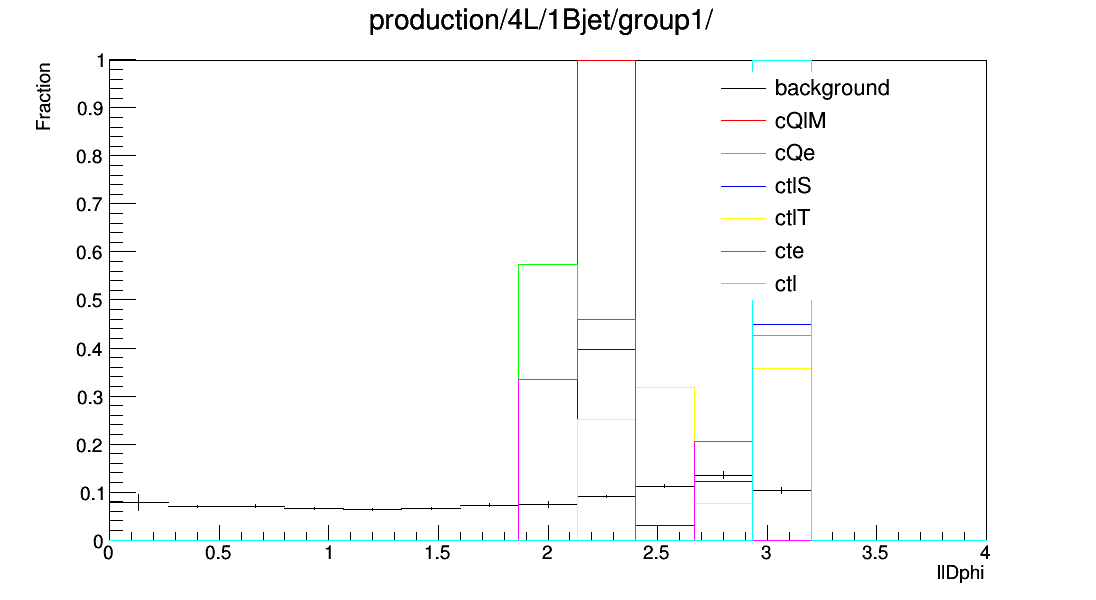 production/4L/1Bjet/group1/
Fraction
1
0.9
0.8
0.7
0.6
0.5
0.4
0.3
0.2
0.1
0
background
cQlM
cQe
ctlS
ctlT
cte
ctl
0 0.5 1 1.5 2 2.5 3 3.5 4
llDphi